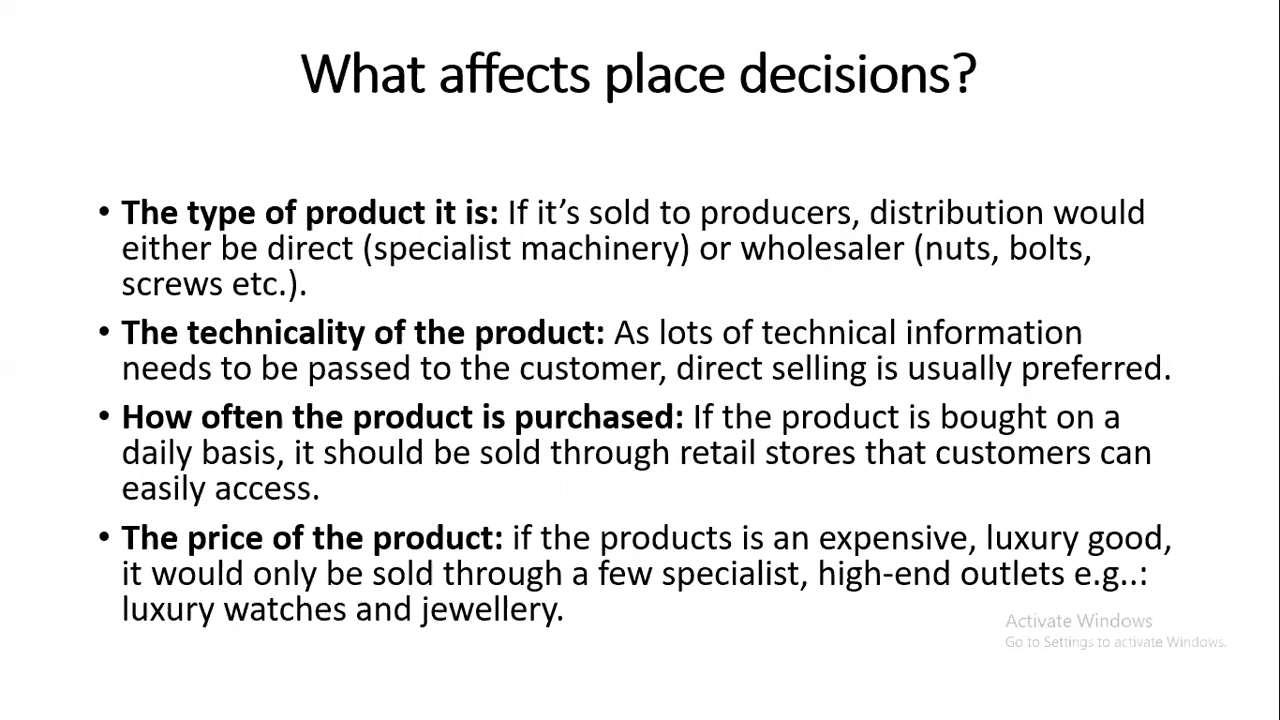 What affects place decisions?
• The type of product it is: If it’s sold to producers, distribution would
either be direct (specialist machinery) or wholesaler (nuts, bolts,
screws etc.).
• The technicality of the product: As lots of technical information
needs to be passed to the customer, direct selling is usually preferred.
• How often the product is purchased: If the product is bought on a
daily basis, it should be sold through retail stores that customers can
easily access.
• The price of the product: if the products is an expensive, luxury good,
it would only be sold through a few specialist, high-end outlets e.g..:
luxury watches and jewellery.
Activate Windows
Go to Settings to activate Windows.